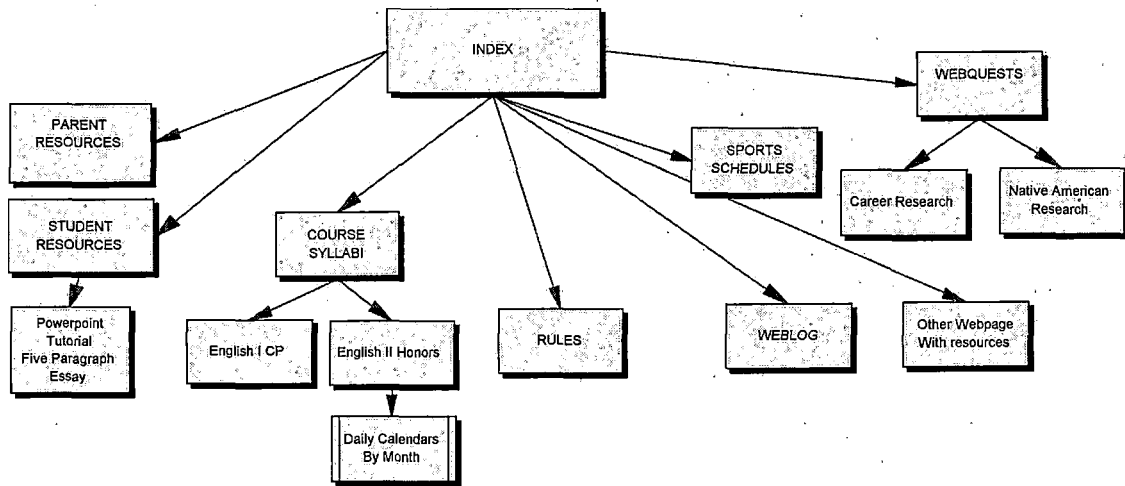 INDEX
WEBQUESTS
PARENT
RESOURCES
SPORTS
SCHEDULES
Career Research
Native American
Research
STUDENT
RESOURCES
COURSE
SYLLABI
Powerpoint
Tutorial
Five Paragraph
Essay
English I CP
English II Honors
RULES
WEBLOG
Other Webpage
With resources
Daily Calendars
By Month